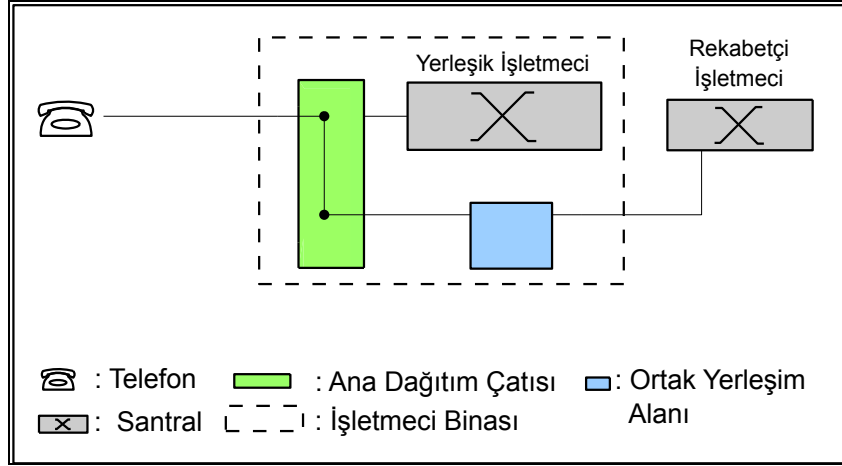 Yerleşik İşletmeci
Rekabetçi
İşletmeci
: Telefon
: Ana Dağıtım Çatısı
: Ortak Yerleşim
Alanı
: Santral
: İşletmeci Binası